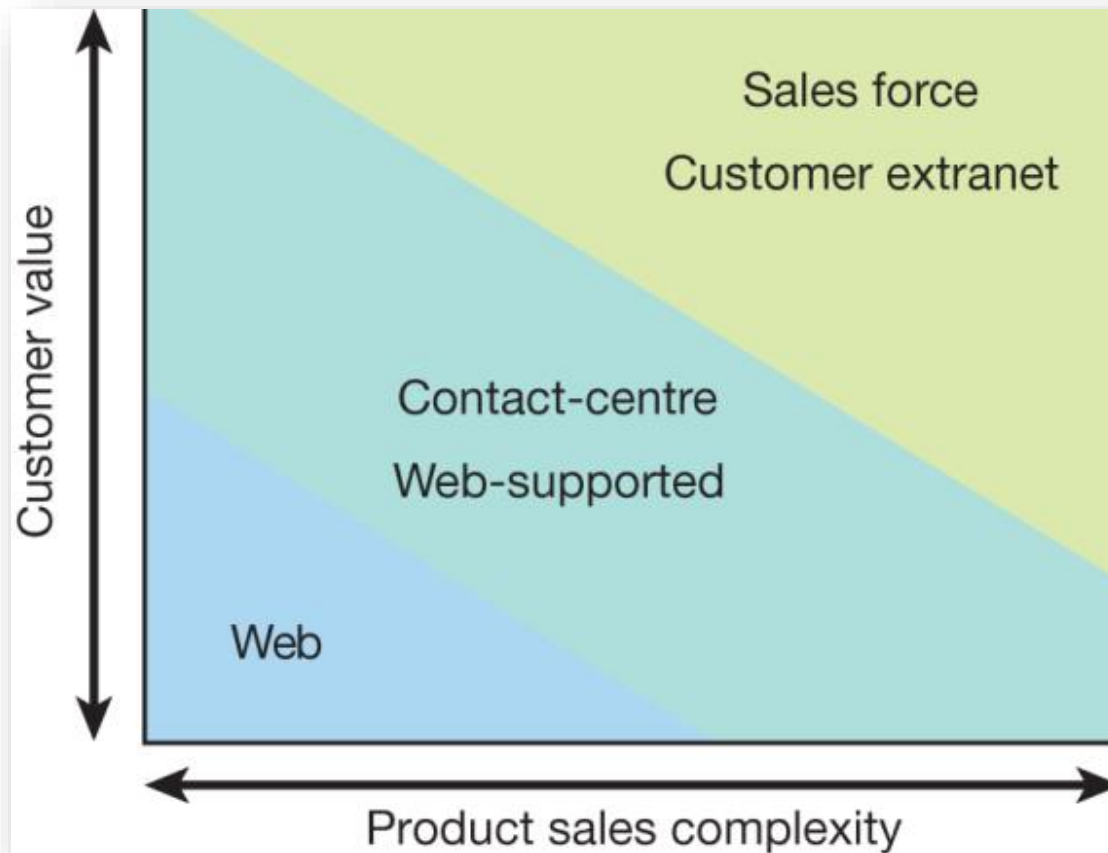 Sales force
Customer extranet
Customer value
Contact-centre
Web-supported
Web
Product sales complexity